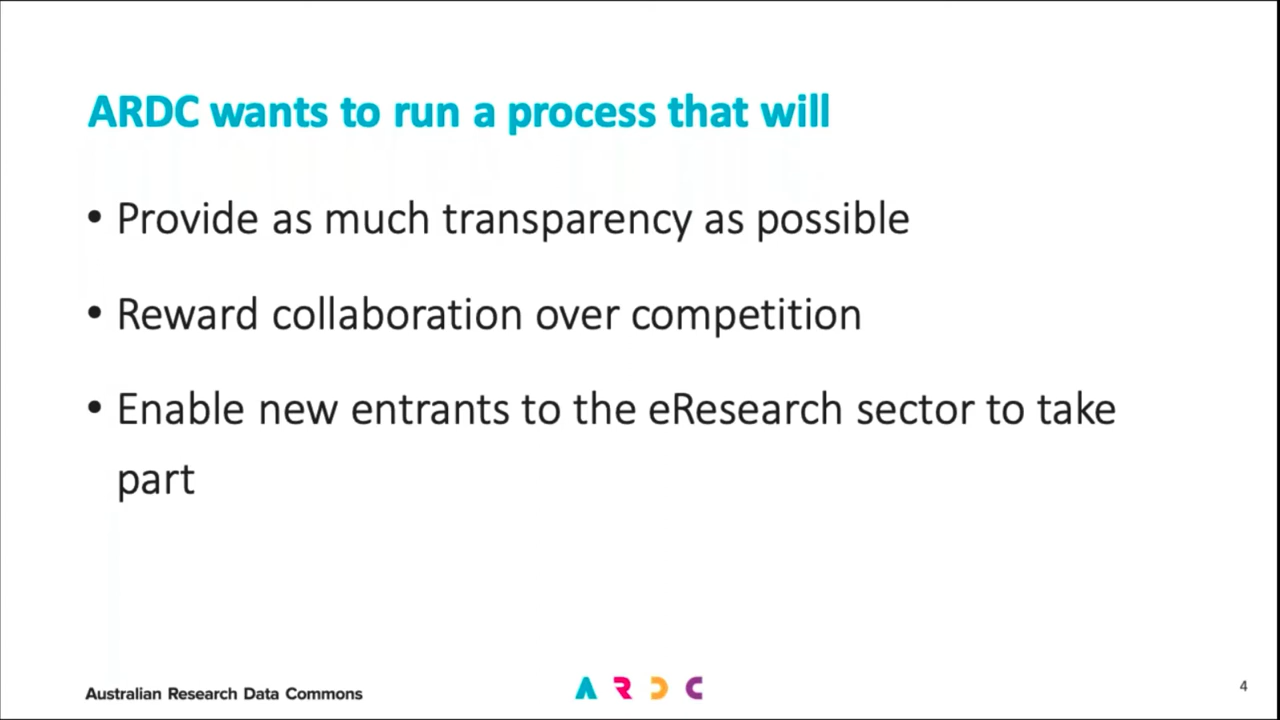 ARDC wants to run a process that will
• Provide as much transparency as possible
• Reward collaboration over competition
• Enable new entrants to the eResearch sector to take
part
Australian Research Data Commons
ARDC
4